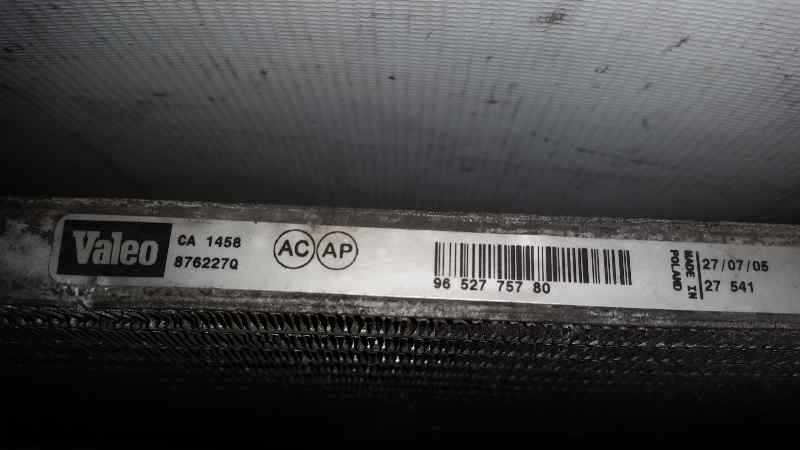 Valeo
CA 1458
876227Q
AC AP
96 527 757 80
MADE IN
POLAND
27/07/05
27 541